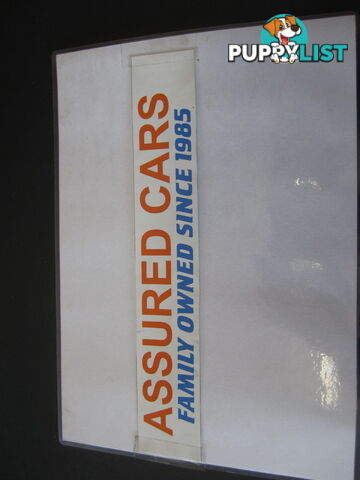 PUPPYLIST
ASSURED CARS
FAMILY OWNED SINCE 1985